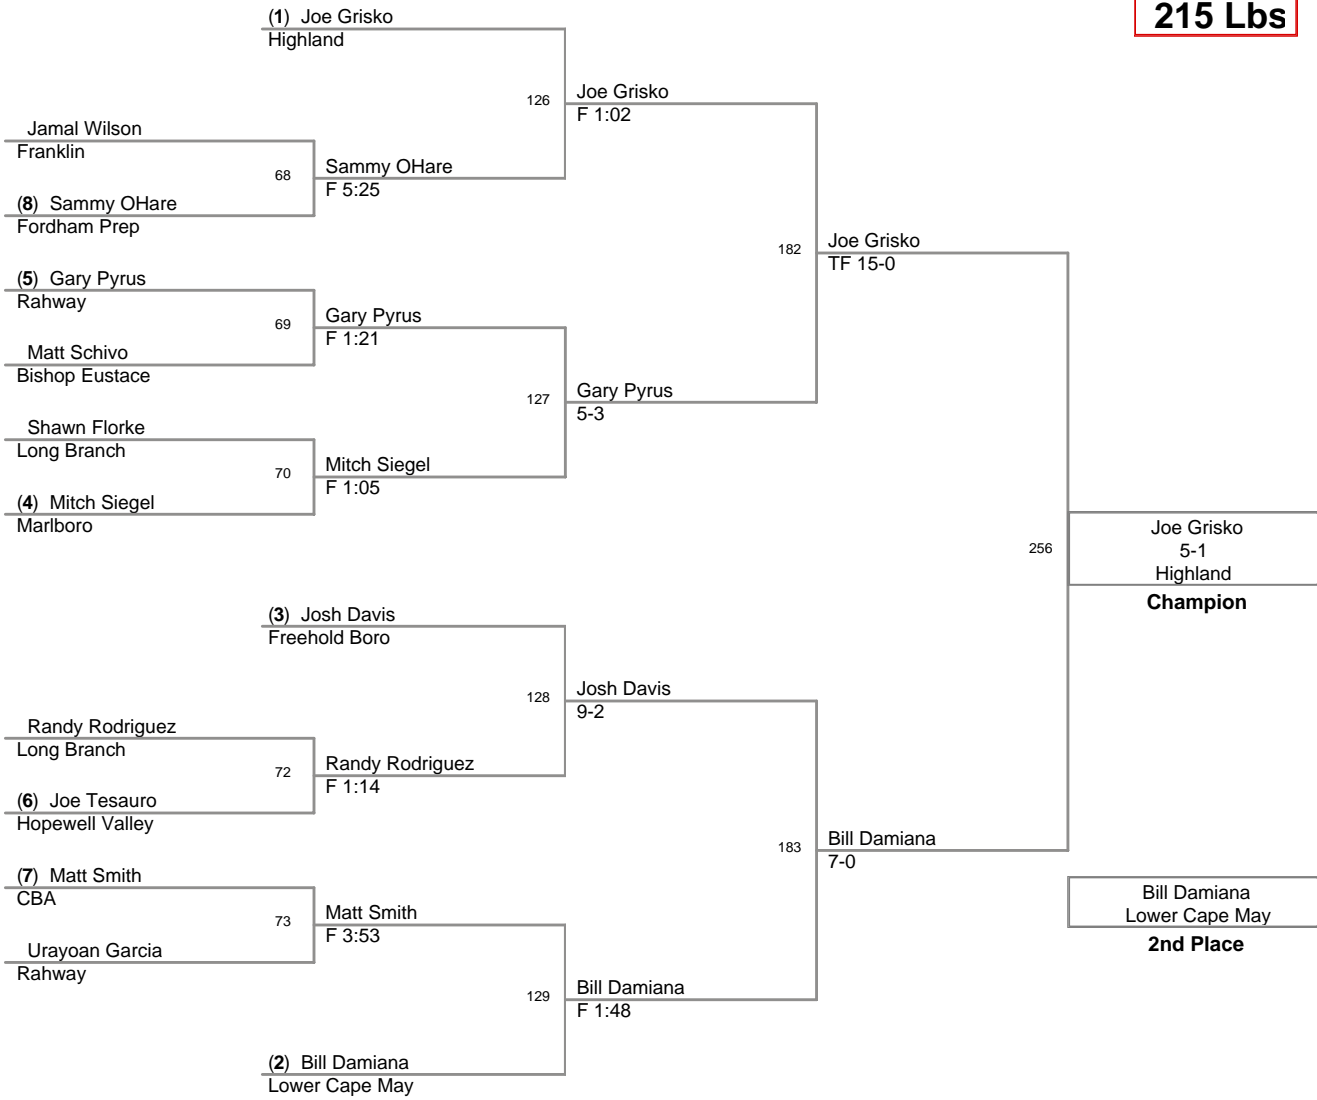 215 Lbs
(1) Joe Grisko
Highland
126
Joe Grisko
F 1:02
Jamal Wilson
Franklin
68
Sammy OHare
F 5:25
(8) Sammy OHare
Fordham Prep
182
Joe Grisko
TF 15-0
(5) Gary Pyrus
Rahway
69
Gary Pyrus
F 1:21
Matt Schivo
Bishop Eustace
127
Gary Pyrus
5-3
Shawn Florke
Long Branch
70
Mitch Siegel
F 1:05
(4) Mitch Siegel
Marlboro
256
Joe Grisko
5-1
Highland
Champion
(3) Josh Davis
Freehold Boro
128
Josh Davis
9-2
Randy Rodriguez
Long Branch
72
Randy Rodriguez
F 1:14
(6) Joe Tesauro
Hopewell Valley
183
Bill Damiana
7-0
(7) Matt Smith
CBA
73
Matt Smith
F 3:53
Urayoan Garcia
Rahway
129
Bill Damiana
F 1:48
(2) Bill Damiana
Lower Cape May
Bill Damiana
Lower Cape May
2nd Place